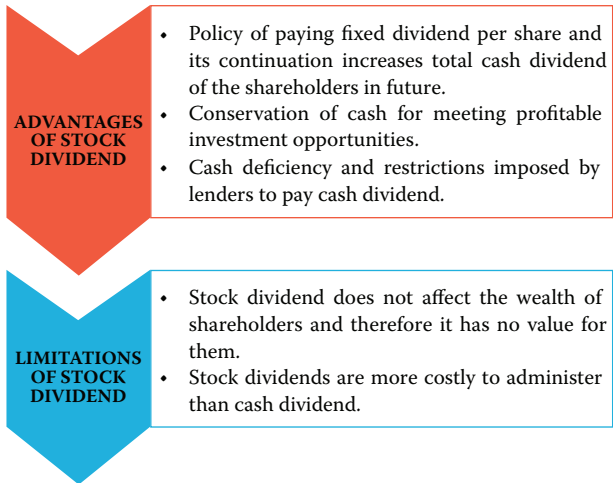 ADVANTAGES
OF STOCK
DIVIDEND
• Policy of paying fixed dividend per share and
its continuation increases total cash dividend
of the shareholders in future.
• Conservation of cash for meeting profitable
investment opportunities.
• Cash deficiency and restrictions imposed by
lenders to pay cash dividend.
LIMITATIONS
OF STOCK
DIVIDEND
• Stock dividend does not affect the wealth of
shareholders and therefore it has no value for
them.
• Stock dividends are more costly to administer
than cash dividend.